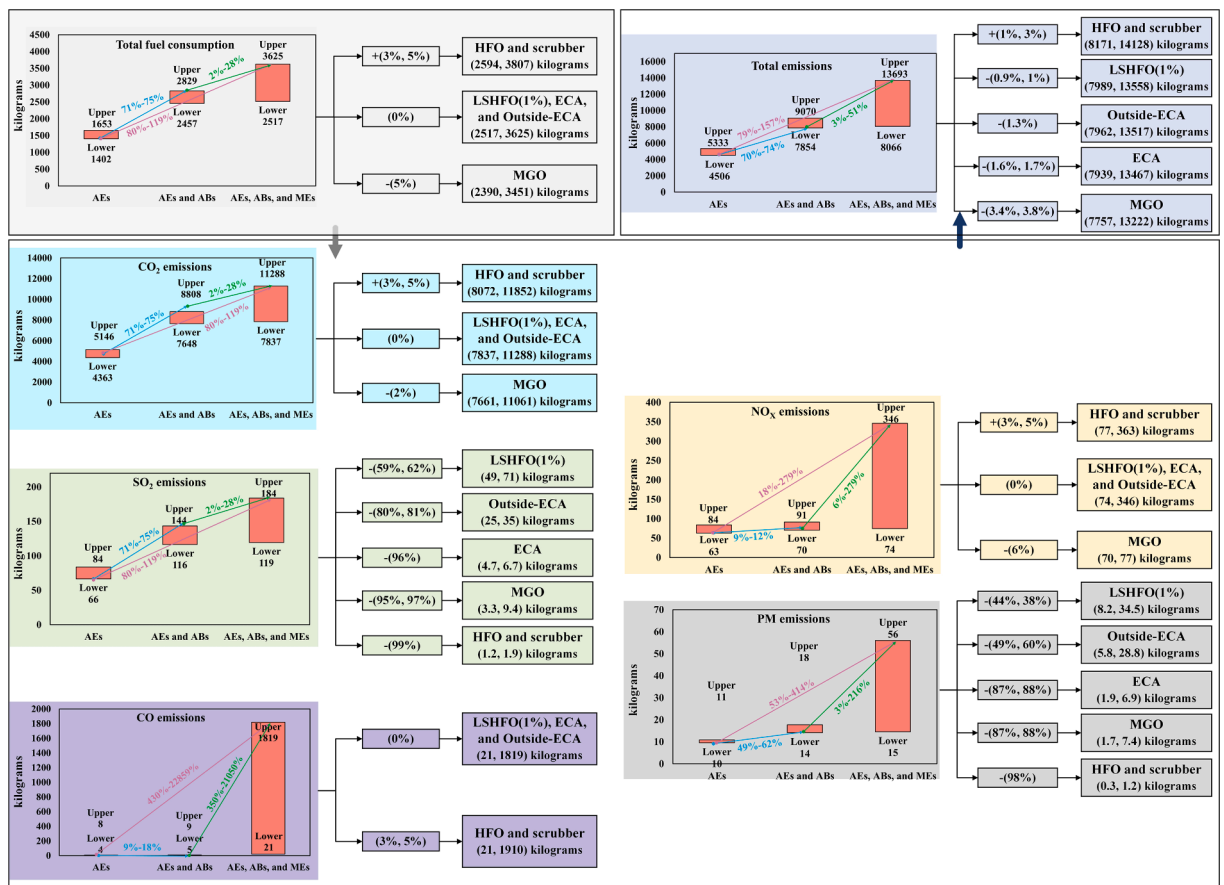 Total fuel consumption
kilograms
4500
4000
3500
3000
2500
2000
1500
1000
500
0
Upper
1653
Lower
1402
Upper
2829
Lower
2457
Upper
3625
Lower
2517
71%-75%
80%-119%
2%-28%
AEs
AEs and ABs
AEs, ABs, and MEs
+(3%, 5%)
HFO and scrubber
(2594, 3807) kilograms
(0%)
LSHFO(1%), ECA,
and Outside-ECA
(2517, 3625) kilograms
-(5%)
MGO
(2390, 3451) kilograms
Total emissions
kilograms
16000
14000
12000
10000
8000
6000
4000
2000
0
Upper
5333
Lower
4506
Upper
9070
Lower
7854
Upper
13693
Lower
8066
79%-157%
70%-74%
3%-51%
AEs
AEs and ABs
AEs, ABs, and MEs
+(1%, 3%)
HFO and scrubber
(8171, 14128) kilograms
-(0.9%, 1%)
LSHFO(1%)
(7989, 13558) kilograms
-(1.3%)
Outside-ECA
(7962, 13517) kilograms
-(1.6%, 1.7%)
ECA
(7939, 13467) kilograms
-(3.4%, 3.8%)
MGO
(7757, 13222) kilograms
CO2 emissions
kilograms
14000
12000
10000
8000
6000
4000
2000
0
Upper
5146
Lower
4363
Upper
8808
Lower
7648
Upper
11288
Lower
7837
71%-75%
80%-119%
2%-28%
AEs
AEs and ABs
AEs, ABs, and MEs
+(3%, 5%)
HFO and scrubber
(8072, 11852) kilograms
(0%)
LSHFO(1%), ECA,
and Outside-ECA
(7837, 11288) kilograms
-(2%)
MGO
(7661, 11061) kilograms
SO2 emissions
kilograms
200
150
100
50
0
Upper
84
Lower
66
Upper
144
Lower
116
Upper
184
Lower
119
71%-75%
80%-119%
2%-28%
AEs
AEs and ABs
AEs, ABs, and MEs
-(59%, 62%)
LSHFO(1%)
(49, 71) kilograms
-(80%, 81%)
Outside-ECA
(25, 35) kilograms
-(96%)
ECA
(4.7, 6.7) kilograms
-(95%, 97%)
MGO
(3.3, 9.4) kilograms
-(99%)
HFO and scrubber
(1.2, 1.9) kilograms
NOX emissions
kilograms
400
350
300
250
200
150
100
50
0
Upper
84
Lower
63
Upper
91
Lower
70
Upper
346
Lower
74
18%-279%
9%-12%
6%-279%
AEs
AEs and ABs
AEs, ABs, and MEs
+(3%, 5%)
HFO and scrubber
(77, 363) kilograms
(0%)
LSHFO(1%), ECA,
and Outside-ECA
(74, 346) kilograms
-(6%)
MGO
(70, 77) kilograms
PM emissions
kilograms
70
60
50
40
30
20
10
0
Upper
11
Lower
10
Upper
18
Lower
14
Upper
56
Lower
15
53%-414%
49%-62%
3%-216%
AEs
AEs and ABs
AEs, ABs, and MEs
-(44%, 38%)
LSHFO(1%)
(8.2, 34.5) kilograms
-(49%, 60%)
Outside-ECA
(5.8, 28.8) kilograms
-(87%, 88%)
ECA
(1.9, 6.9) kilograms
-(87%, 88%)
MGO
(1.7, 7.4) kilograms
-(98%)
HFO and scrubber
(0.3, 1.2) kilograms
CO emissions
kilograms
1800
1600
1400
1200
1000
800
600
400
200
0
Upper
8
Lower
4
Upper
9
Lower
5
Upper
1819
Lower
21
430%-22859%
9%-18%
350%-21050%
AEs
AEs and ABs
AEs, ABs, and MEs
(0%)
LSHFO(1%), ECA,
and Outside-ECA
(21, 1819) kilograms
(3%, 5%)
HFO and scrubber
(21, 1910) kilograms